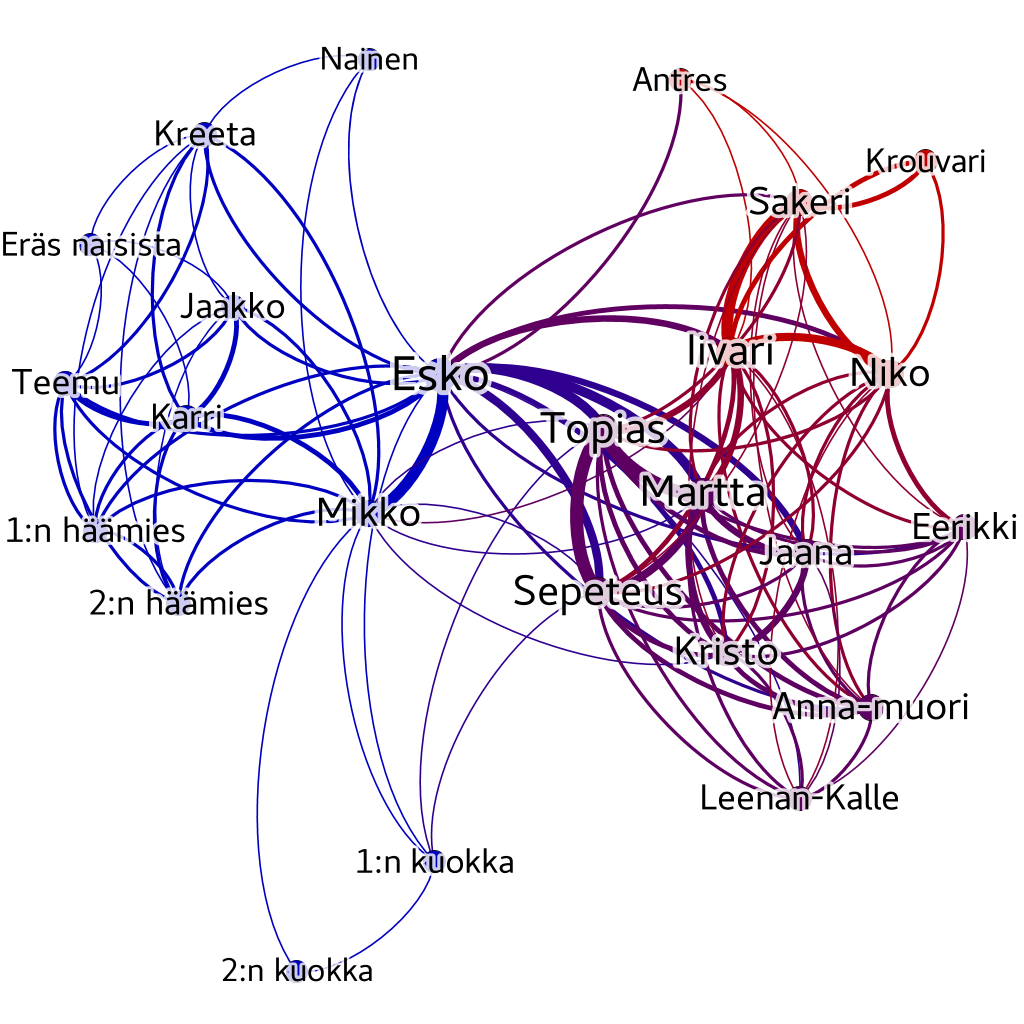 Nainen
Antres
Kreeta
Krouvari
Sakeri
Eräs naisista
Jaakko
Iivari
Esko
Niko
Teemu
Karri
Topias
Martta
Mikko
1:n häämies
Eerikki
Jaana
Sepeteus
2:n häämies
Kristo
Anna-muori
Leenan-Kalle
1:n kuokka
2:n kuokka